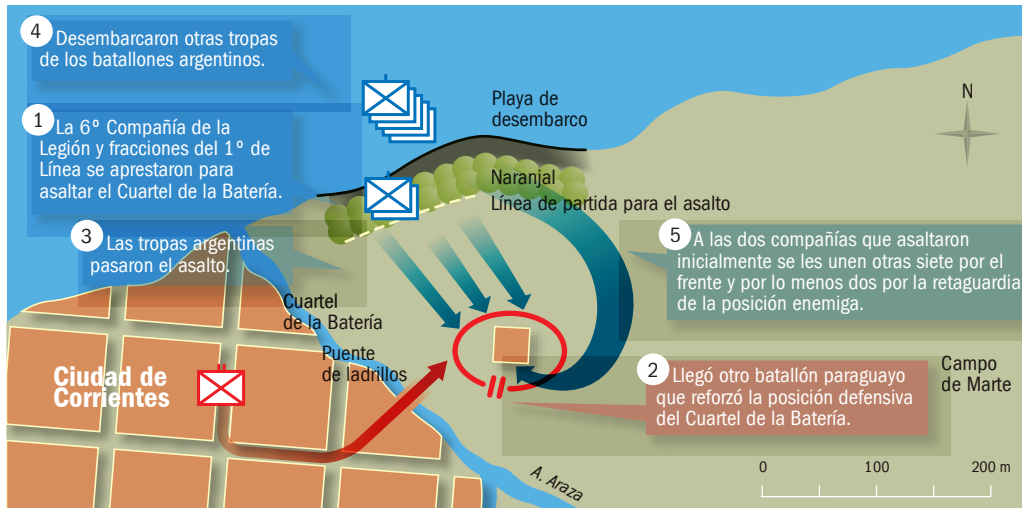 4 Desembarcaron otras tropas
de los batallones argentinos.
1 La 6º Compañía de la
Legión y fracciones del 1º de
Línea se aprestaron para
asaltar el Cuartel de la Batería.
3 Las tropas argentinas
pasaron el asalto.
Playa de
desembarco
N
Naranjal
Línea de partida para el asalto
5 A las dos compañías que asaltaron
inicialmente se les unen otras siete por el
frente y por lo menos dos por la retaguardia
de la posición enemiga.
Cuartel
de la Batería
Puente
de ladrillos
Ciudad de
Corrientes
2 Llegó otro batallón paraguayo
que reforzó la posición defensiva
del Cuartel de la Batería.
Campo
de Marte
A. Araza
0 100 200 m